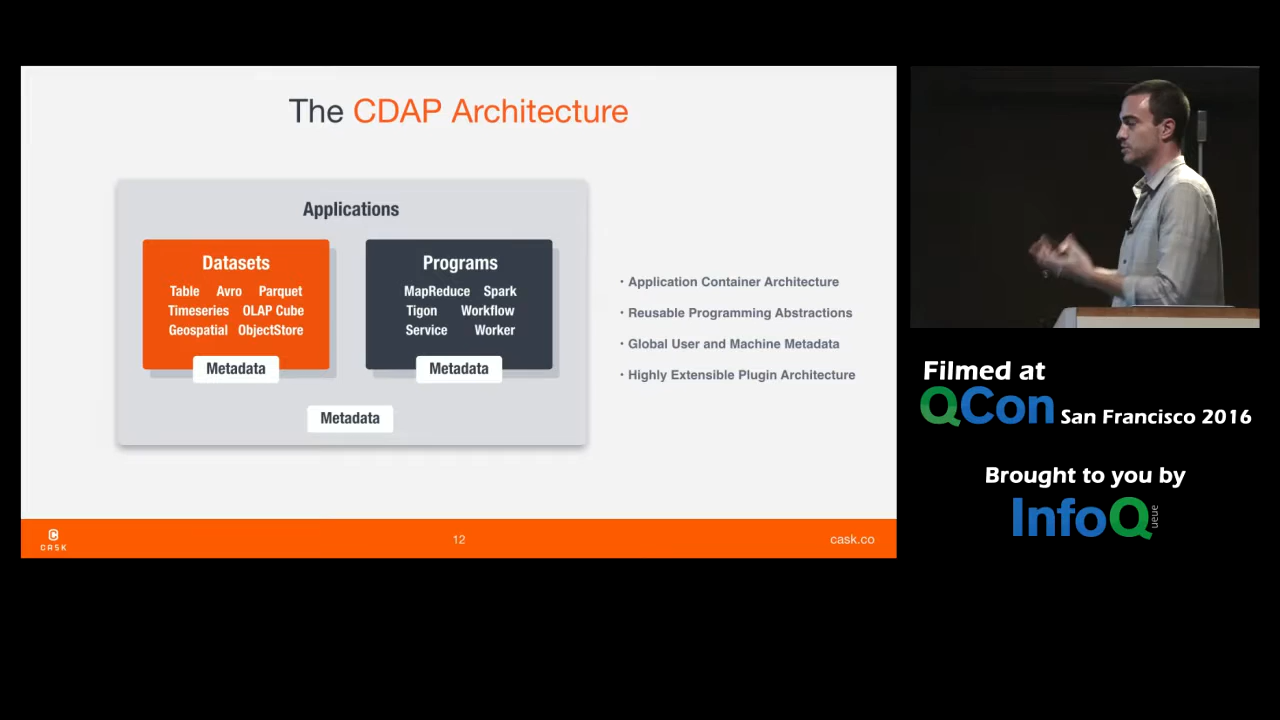 The CDAP Architecture
Applications
Datasets
Table Avro Parquet
Timeseries OLAP Cube
Geospatial ObjectStore
Metadata
Programs
MapReduce Spark
Tigon Workflow
Service Worker
Metadata
Metadata
· Application Container Architecture
· Reusable Programming Abstractions
· Global User and Machine Metadata
· Highly Extensible Plugin Architecture
CASK
12
cask.co
Filmed at
QCon San Francisco 2016
Brought to you by
InfoQ
ueue